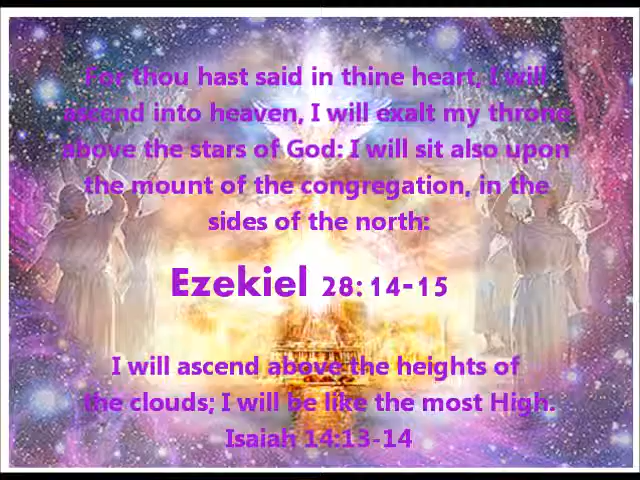 For thou hast said in thine heart, I will
ascend into heaven, I will exalt my throne
above the stars of God: I will sit also upon
the mount of the congregation, in the
sides of the north:
Ezekiel 28:14-15
I will ascend above the heights of
the clouds; I will be like the most High.
Isaiah 14:13-14